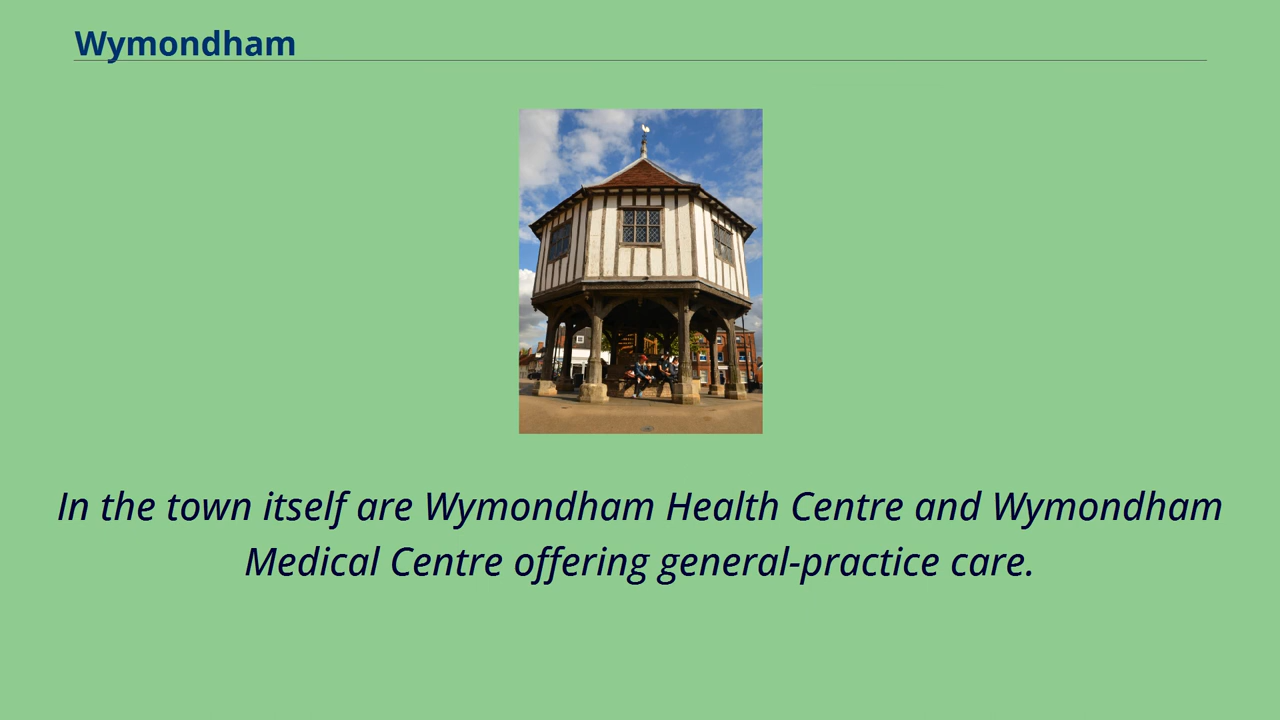 Wymondham
In the town itself are Wymondham Health Centre and Wymondham
Medical Centre offering general-practice care.